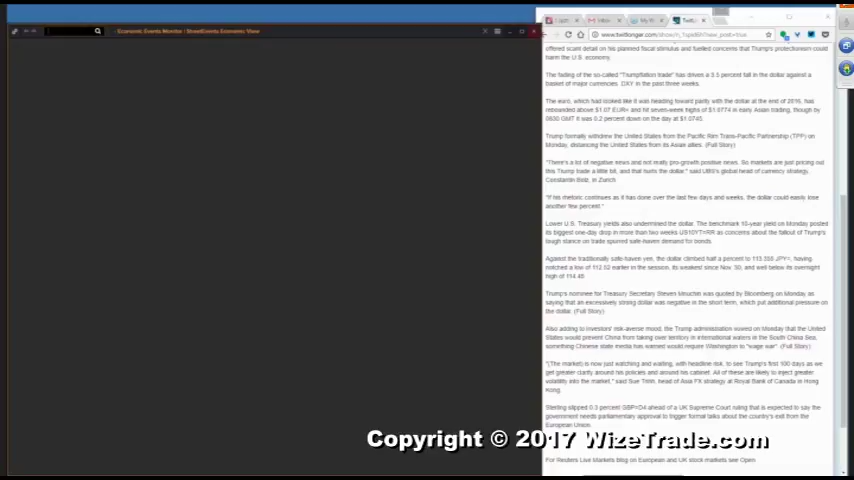 Economic Events Monitor | StreetEvents Economic View
www.twitlonger.com/show/n_1spid6h?new_post=true
offered scant detail on his planned fiscal stimulus and fuelled concerns that Trump's protectionism could
harm the U.S. economy.
The fading of the so-called "Trumpflation trade" has driven a 3.5 percent fall in the dollar against a
basket of major currencies. DXY in the past three weeks.
The euro, which had looked like it was heading toward parity with the dollar at the end of 2016, has
rebounded above $1.07 EUR= and hit seven-week highs of $1.0774 in early Asian trading, though by
0830 GMT it was 0.2 percent down on the day at $1.0745.
Trump formally withdrew the United States from the Pacific Rim Trans-Pacific Partnership (TPP) on
Monday, distancing the United States from its Asian allies. (Full Story)
"There's a lot of negative news and not really pro-growth positive news. So markets are just pricing out
this Trump trade a little bit, and that hurts the dollar." said UBS's global head of currency strategy,
Constantin Bolz, in Zurich
"If his rhetoric continues as it has done over the last few days and weeks, the dollar could easily lose
another few percent."
Lower U.S. Treasury yields also undermined the dollar. The benchmark 10-year yield on Monday posted
its biggest one-day drop in more than two weeks US10YT=RR as concerns about the fallout of Trump's
tough stance on trade spurred safe-haven demand for bonds.
Against the traditionally safe-haven yen, the dollar climbed half a percent to 113.355 JPY=, having
notched a low of 112.52 earlier in the session, its weakest since Nov. 30, and well below its overnight
high of 114.48.
Trump's nominee for Treasury Secretary Steven Mnuchin was quoted by Bloomberg on Monday as
saying that an excessively strong dollar was negative in the short term, which put additional pressure on
the dollar. (Full Story)
Also adding to investors' risk-averse mood, the Trump administration vowed on Monday that the United
States would prevent China from taking over territory in international waters in the South China Sea,
something Chinese state media has warned would require Washington to "wage war". (Full Story)
"(The market) is now just watching and waiting, with headline risk, to see Trump's first 100 days as we
get greater clarity around his policies and around his cabinet. All of these are likely to inject greater
volatility into the market," said Sue Trinh, head of Asia FX strategy at Royal Bank of Canada in Hong
Kong.
Sterling slipped 0.3 percent GBP=D4 ahead of a UK Supreme Court ruling that is expected to say the
government needs parliamentary approval to trigger formal talks about the country's exit from the
European Union.
Copyright © 2017 WizeTrade.com
For Reuters Live Markets blog on European and UK stock markets see Open